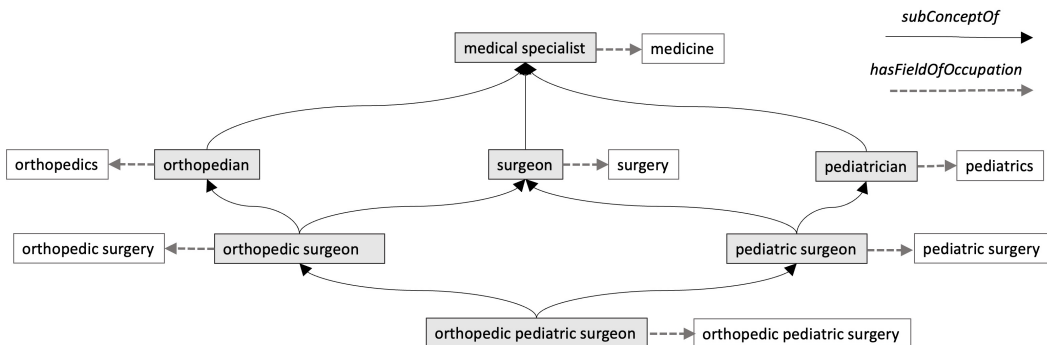 subConceptOf
medical specialist
medicine
hasFieldOfOccupation
orthopedics
orthopedian
surgeon
surgery
pediatrician
pediatrics
orthopedic surgery
orthopedic surgeon
pediatric surgeon
pediatric surgery
orthopedic pediatric surgeon
orthopedic pediatric surgery